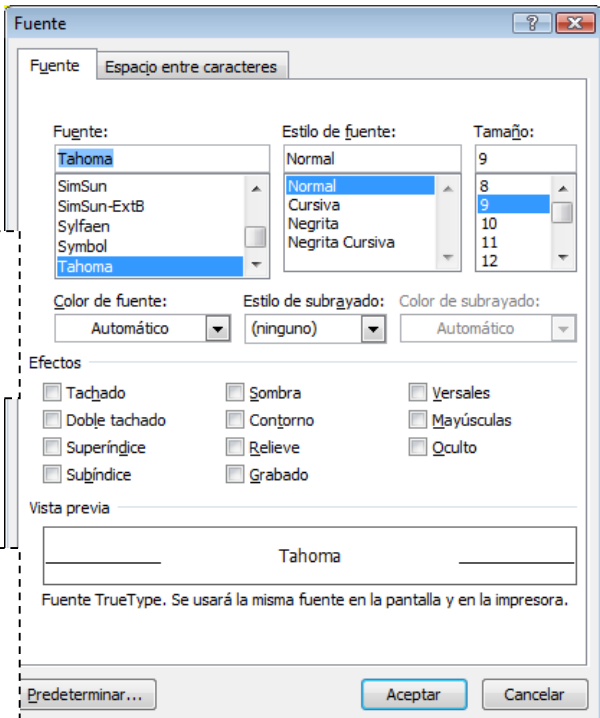 Fuente
Fuente Espacio entre caracteres
Fuente: Estilo de fuente: Tamaño:
Tahoma Normal 9
SimSun Normal 8
SimSun-ExtB Cursiva 9
Sylfaen Negrita 10
Symbol Negrita Cursiva 11
Tahoma 12
Color de fuente: Estilo de subrayado: Color de subrayado:
Automático (ninguno) Automático
Efectos
Tachado Sombra Versales
Doble tachado Contorno Mayúsculas
Superíndice Relieve Oculto
Subíndice Grabado
Vista previa
Tahoma
Fuente TrueType. Se usará la misma fuente en la pantalla y en la impresora.
Predeterminar... Aceptar Cancelar